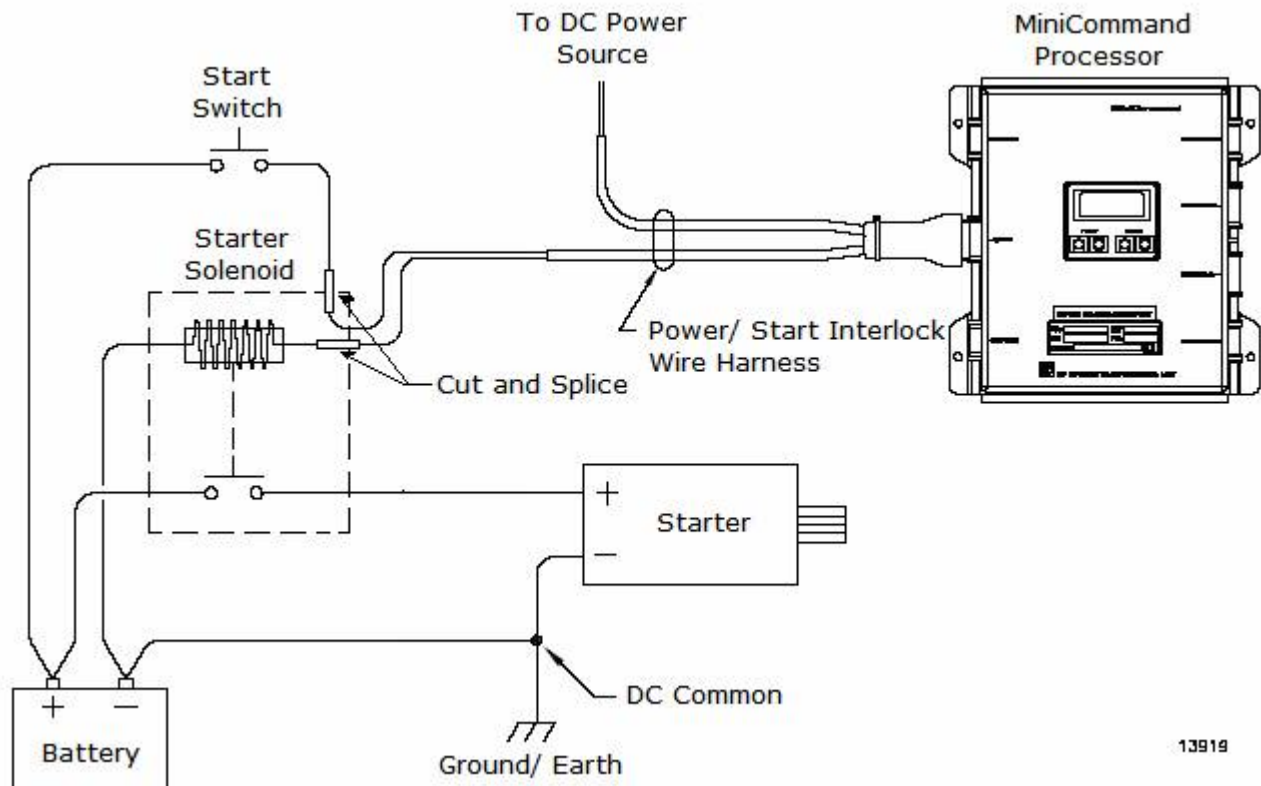 To DC Power
Source
MiniCommand
Processor
Start
Switch
Starter
Solenoid
Power/ Start Interlock
Wire Harness
Cut and Splice
+
Starter
−
DC Common
+ −
Battery
Ground/ Earth
13919